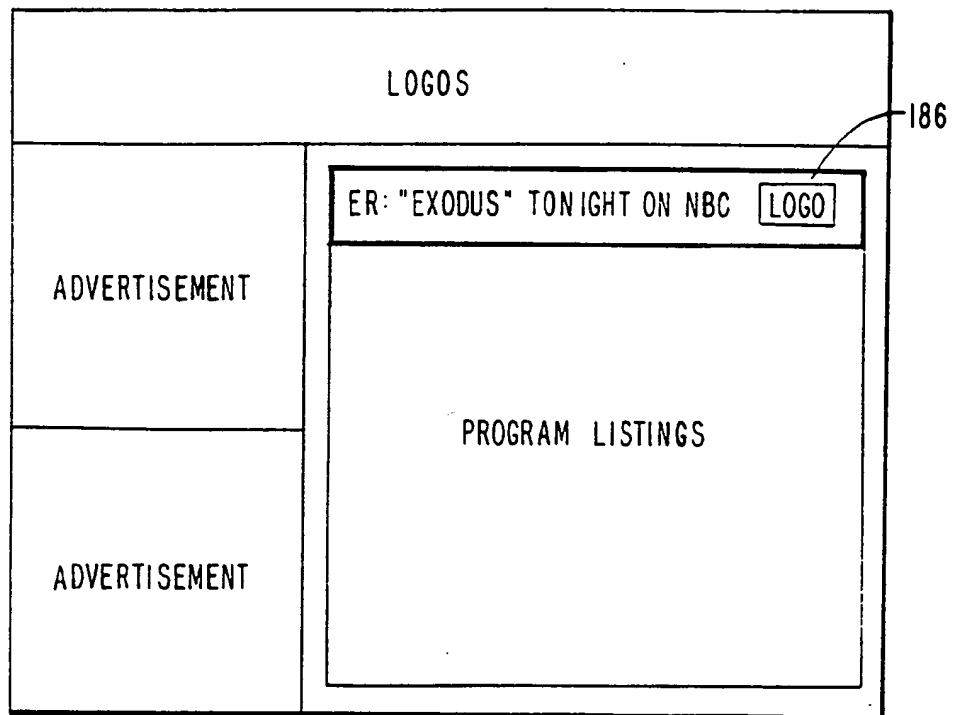 LOGOS
186
ER: "EXODUS" TONIGHT ON NBC LOGO
ADVERTISEMENT
PROGRAM LISTINGS
ADVERTISEMENT